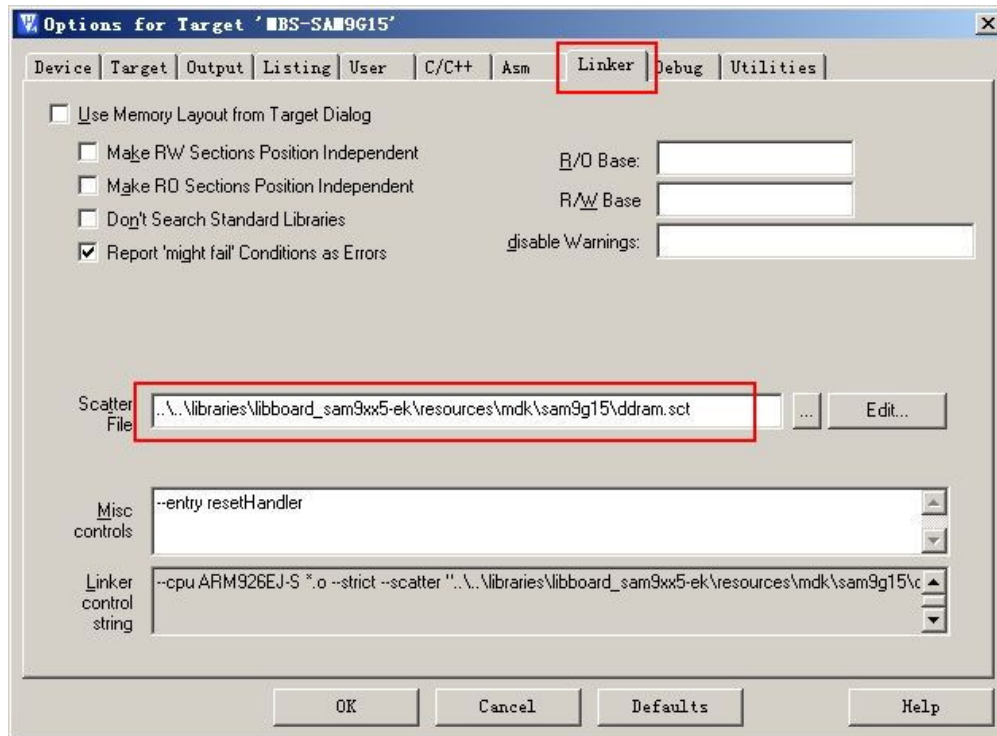 Options for Target 'MBS-SAM9G15'
Device Target Output Listing User C/C++ Asm Linker Debug Utilities
Use Memory Layout from Target Dialog
Make RW Sections Position Independent
Make RO Sections Position Independent
Don't Search Standard Libraries
Report 'might fail' Conditions as Errors
R/O Base:
R/W Base
disable Warnings:
Scatter
File
..\..\libraries\libboard_sam9xx5-ek\resources\mdk\sam9g15\ddram.sct
...
Edit...
Misc
controls
--entry resetHandler
Linker
control
string
--cpu ARM926EJ-S *.o --strict --scatter "..\..\libraries\libboard_sam9xx5-ek\resources\mdk\sam9g15\
OK Cancel Defaults Help